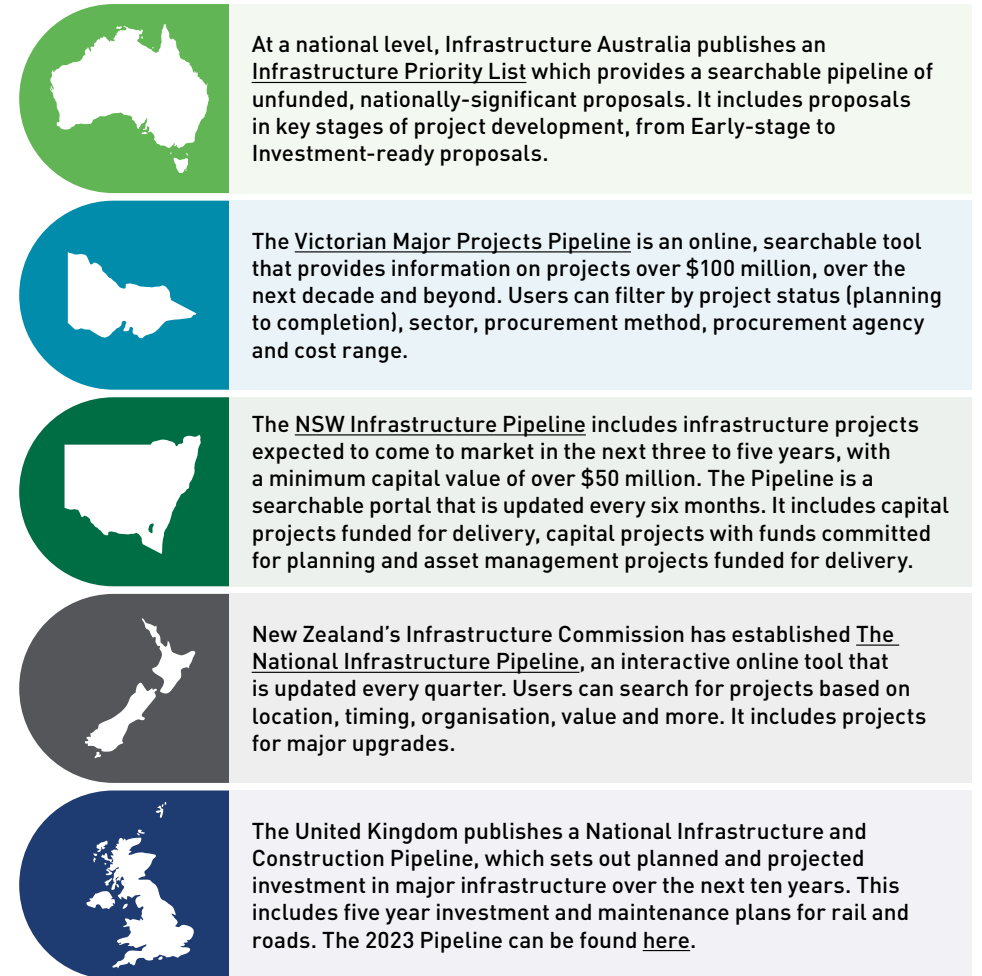 At a national level, Infrastructure Australia publishes an
Infrastructure Priority List which provides a searchable pipeline of
unfunded, nationally-significant proposals. It includes proposals
in key stages of project development, from Early-stage to
Investment-ready proposals.
The Victorian Major Projects Pipeline is an online, searchable tool
that provides information on projects over $100 million, over the
next decade and beyond. Users can filter by project status (planning
to completion), sector, procurement method, procurement agency
and cost range.
The NSW Infrastructure Pipeline includes infrastructure projects
expected to come to market in the next three to five years, with
a minimum capital value of over $50 million. The Pipeline is a
searchable portal that is updated every six months. It includes capital
projects funded for delivery, capital projects with funds committed
for planning and asset management projects funded for delivery.
New Zealand’s Infrastructure Commission has established The
National Infrastructure Pipeline, an interactive online tool that
is updated every quarter. Users can search for projects based on
location, timing, organisation, value and more. It includes projects
for major upgrades.
The United Kingdom publishes a National Infrastructure and
Construction Pipeline, which sets out planned and projected
investment in major infrastructure over the next ten years. This
includes five year investment and maintenance plans for rail and
roads. The 2023 Pipeline can be found here.